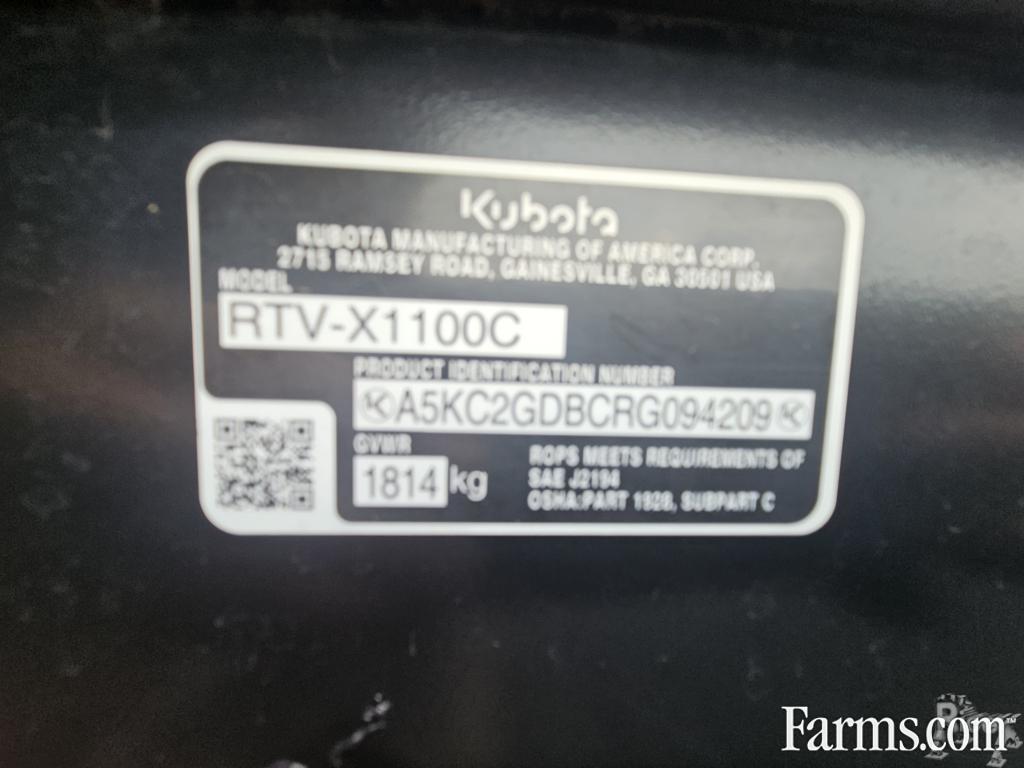 Kubota
KUBOTA MANUFACTURING OF AMERICA CORP.
2715 RAMSEY ROAD, GAINESVILLE, GA 30501 USA
MODEL
RTV-X1100C
PRODUCT IDENTIFICATION NUMBER
A5KC2GDBCRG094209
GVWR
1814 kg
ROPS MEETS REQUIREMENTS OF
SAE J2194
OSHA:PART 1928, SUBPART C
Farms.com